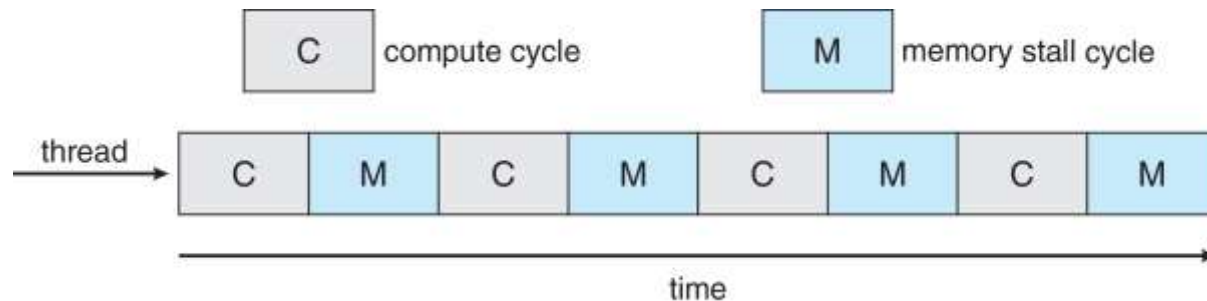 C compute cycle M memory stall cycle
thread
C M C M C M C M
time